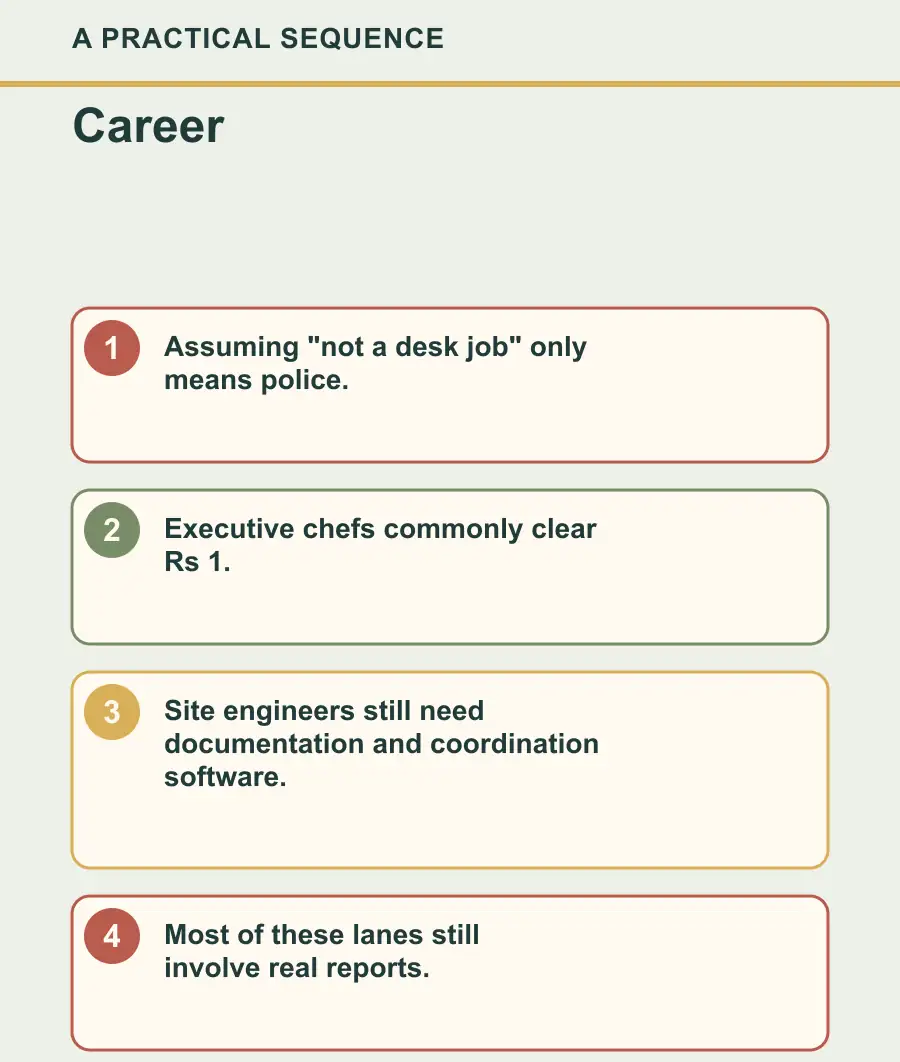 A PRACTICAL SEQUENCE
Career
1
Assuming "not a desk job" only
means police.
2
Executive chefs commonly clear
Rs 1.
3
Site engineers still need
documentation and coordination
software.
4
Most of these lanes still
involve real reports.